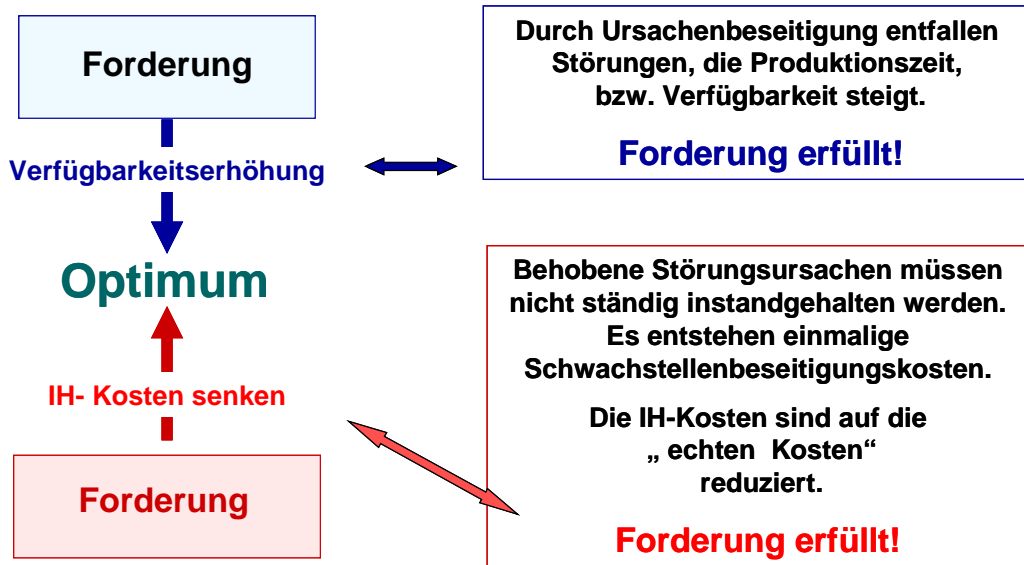 Forderung
Verfügbarkeitserhöhung
Optimum
IH- Kosten senken
Forderung
Durch Ursachenbeseitigung entfallen
Störungen, die Produktionszeit,
bzw. Verfügbarkeit steigt.
Forderung erfüllt!
Behobene Störungsursachen müssen
nicht ständig instandgehalten werden.
Es entstehen einmalige
Schwachstellenbeseitigungskosten.
Die IH-Kosten sind auf die
„ echten Kosten“
reduziert.
Forderung erfüllt!